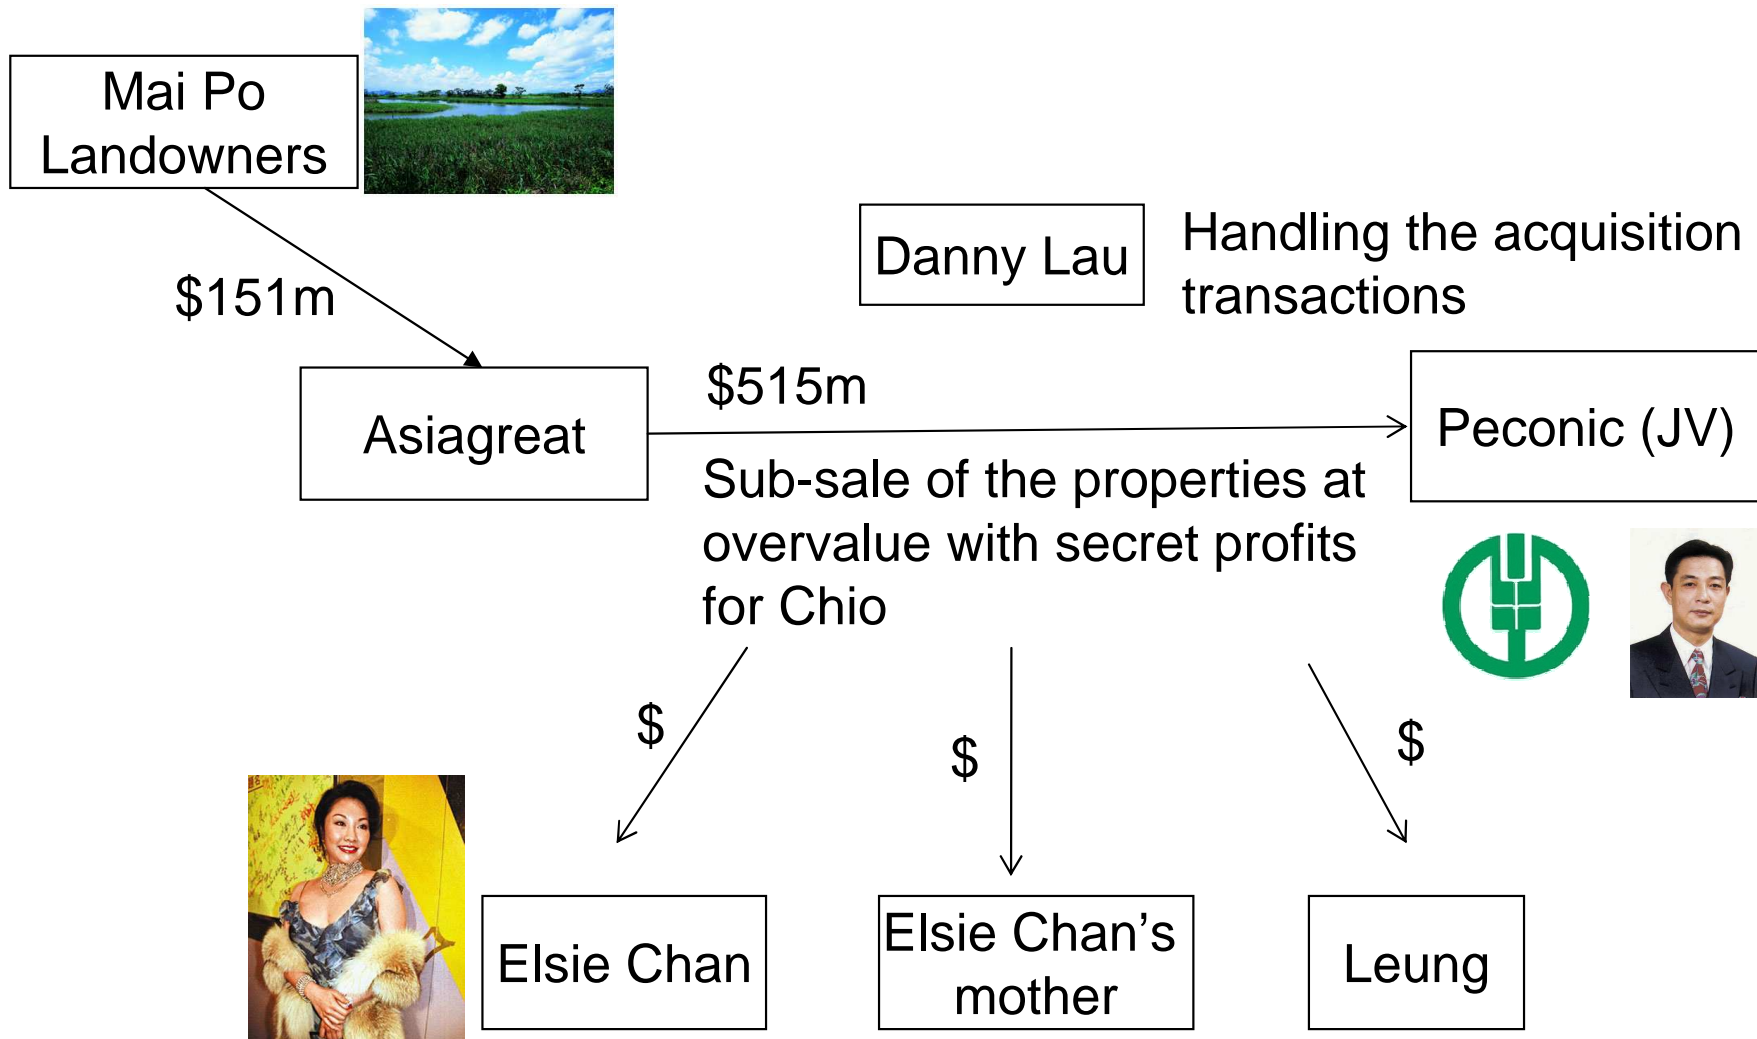 Mai Po
Landowners
Danny Lau
Handling the acquisition
transactions
$151m
Asiagreat
$515m
Peconic (JV)
Sub-sale of the properties at
overvalue with secret profits
for Chio
$
$
$
Elsie Chan
Elsie Chan’s
mother
Leung